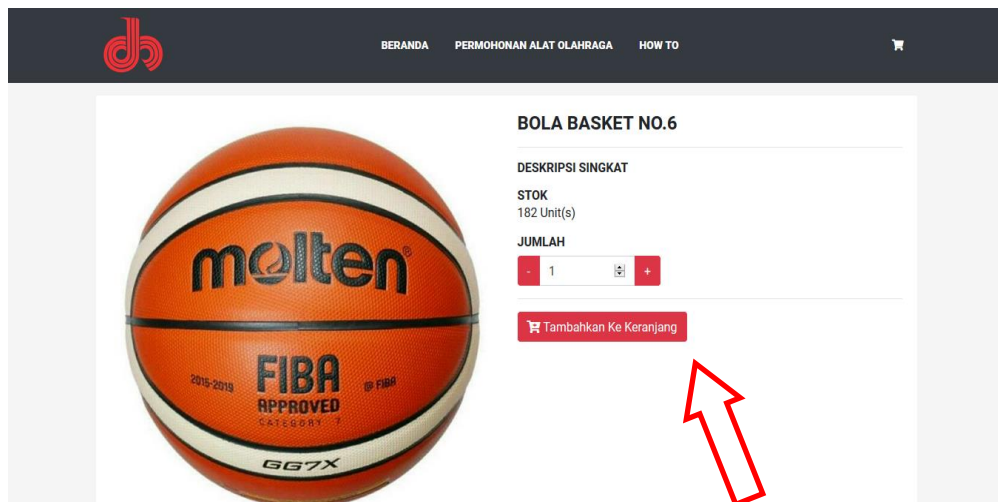 BERANDA PERMOHONAN ALAT OLAHRAGA HOW TO
BOLA BASKET NO.6
DESKRIPSI SINGKAT
STOK
182 Unit(s)
JUMLAH
- 1 +
Tambahkan Ke Keranjang
molten
2015-2019 FIBA @ FIBA
APPROVED
CATEGORY 7
GG7X